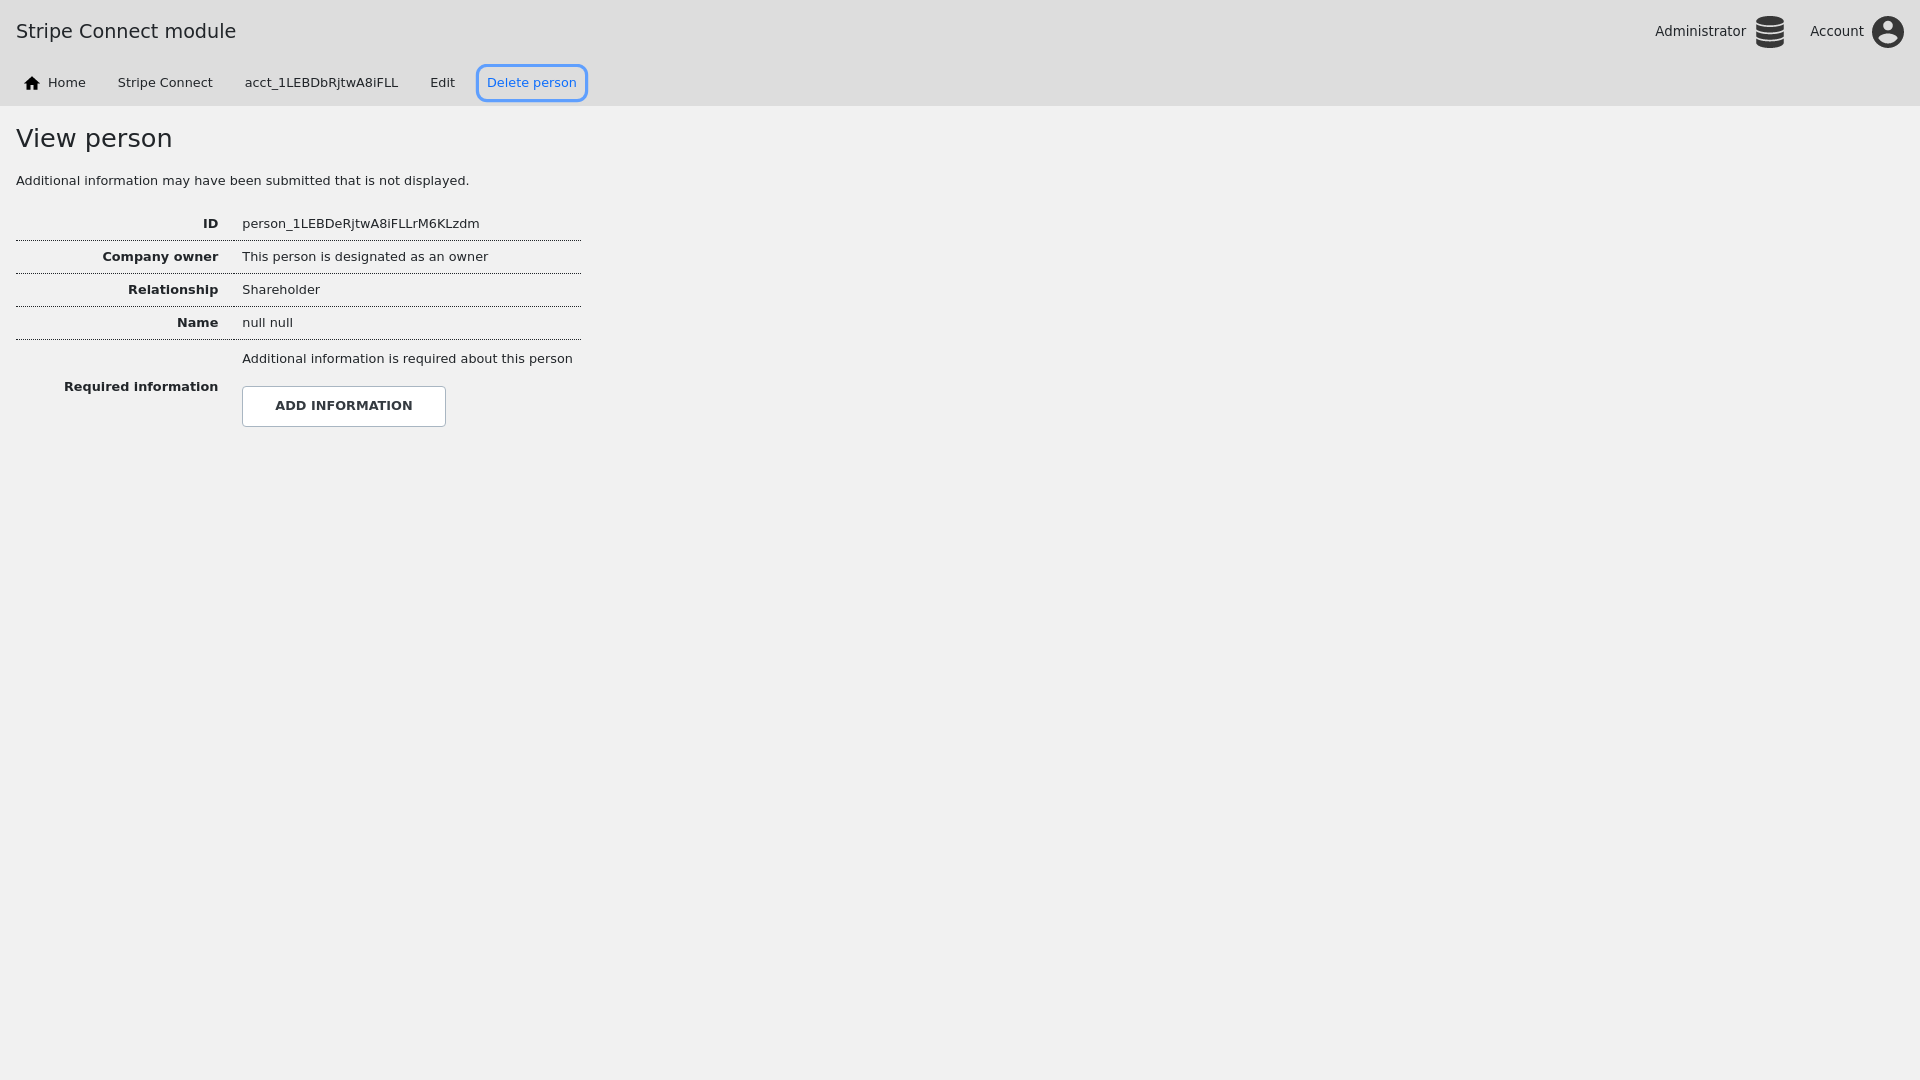 Stripe Connect module
Administrator
Account
Home
Stripe Connect
acct_1LEBDbRjtwA8iFLL
Edit
Delete person
View person
Additional information may have been submitted that is not displayed.
ID person_1LEBDeRjtwA8iFLLrM6KLzdm
Company owner This person is designated as an owner
Relationship Shareholder
Name null null
Required information
Additional information is required about this person
ADD INFORMATION